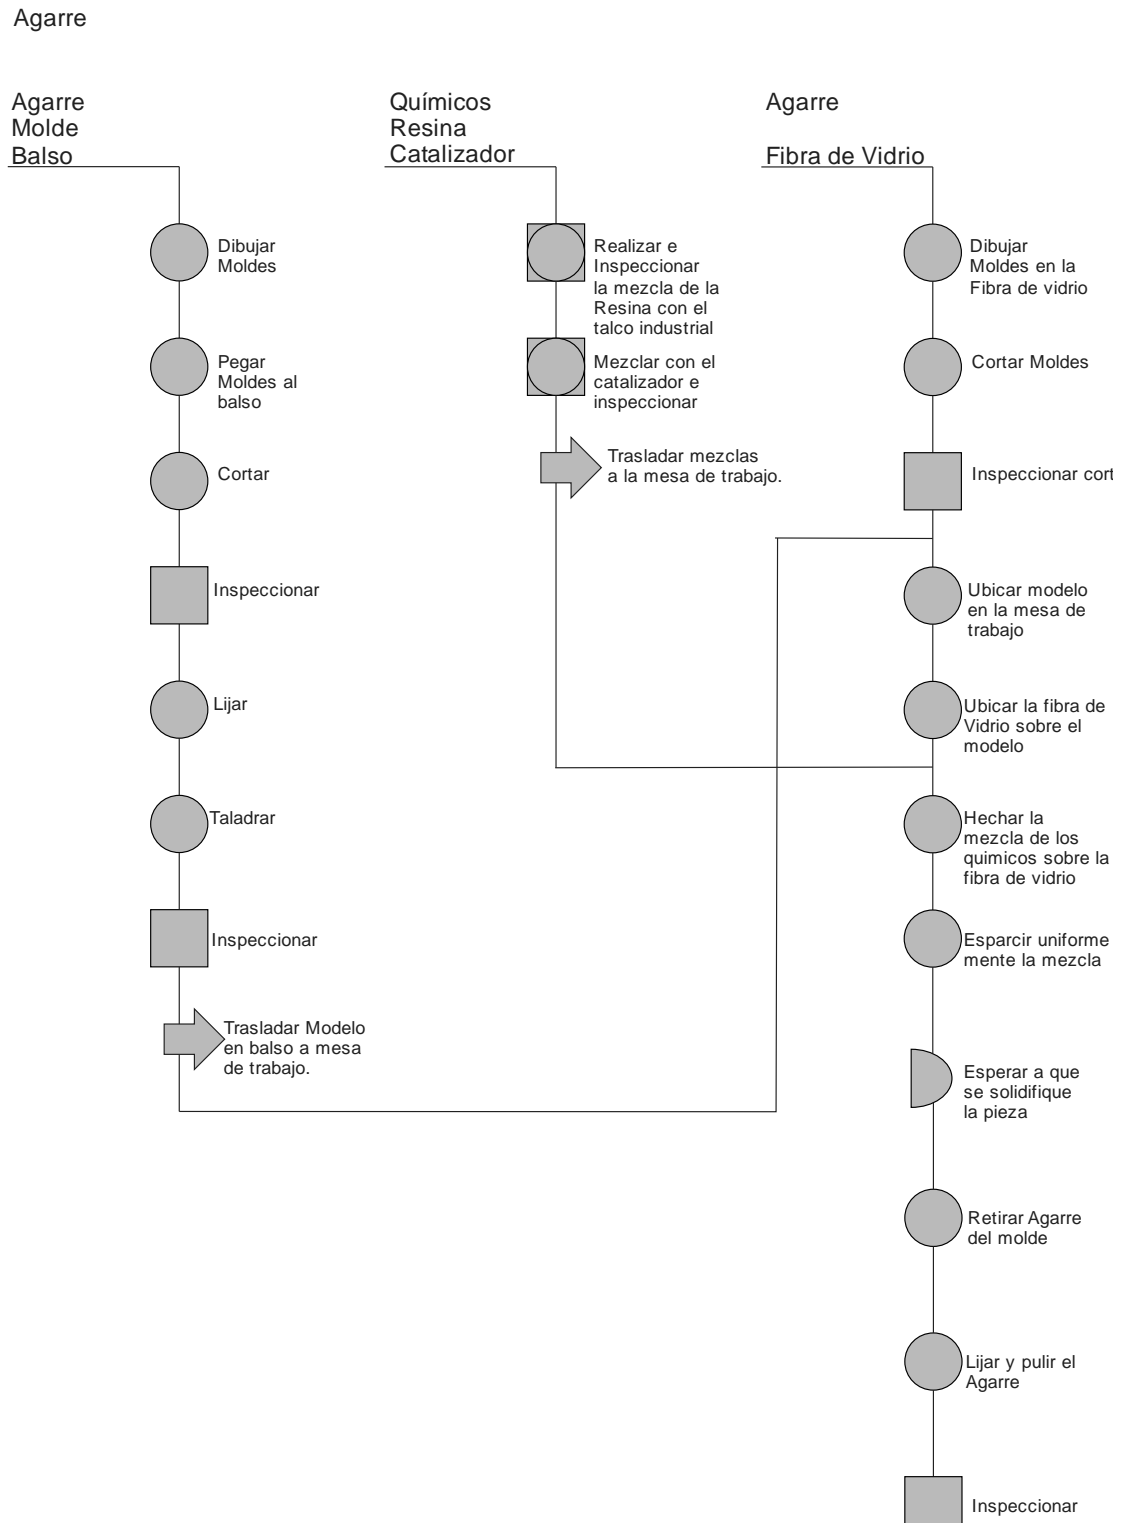 Agarre
Agarre
Molde
Balso
Dibujar
Moldes
Pegar
Moldes al
balso
Cortar
Inspeccionar
Lijar
Taladrar
Inspeccionar
Trasladar Modelo
en balso a mesa
de trabajo.
Químicos
Resina
Catalizador
Realizar e
Inspeccionar
la mezcla de la
Resina con el
talco industrial
Mezclar con el
catalizador e
inspeccionar
Trasladar mezclas
a la mesa de trabajo.
Agarre
Fibra de Vidrio
Dibujar
Moldes en la
Fibra de vidrio
Cortar Moldes
Inspeccionar cort
Ubicar modelo
en la mesa de
trabajo
Ubicar la fibra de
Vidrio sobre el
modelo
Hechar la
mezcla de los
quimicos sobre la
fibra de vidrio
Esparcir uniforme
mente la mezcla
Esperar a que
se solidifique
la pieza
Retirar Agarre
del molde
Lijar y pulir el
Agarre
Inspeccionar